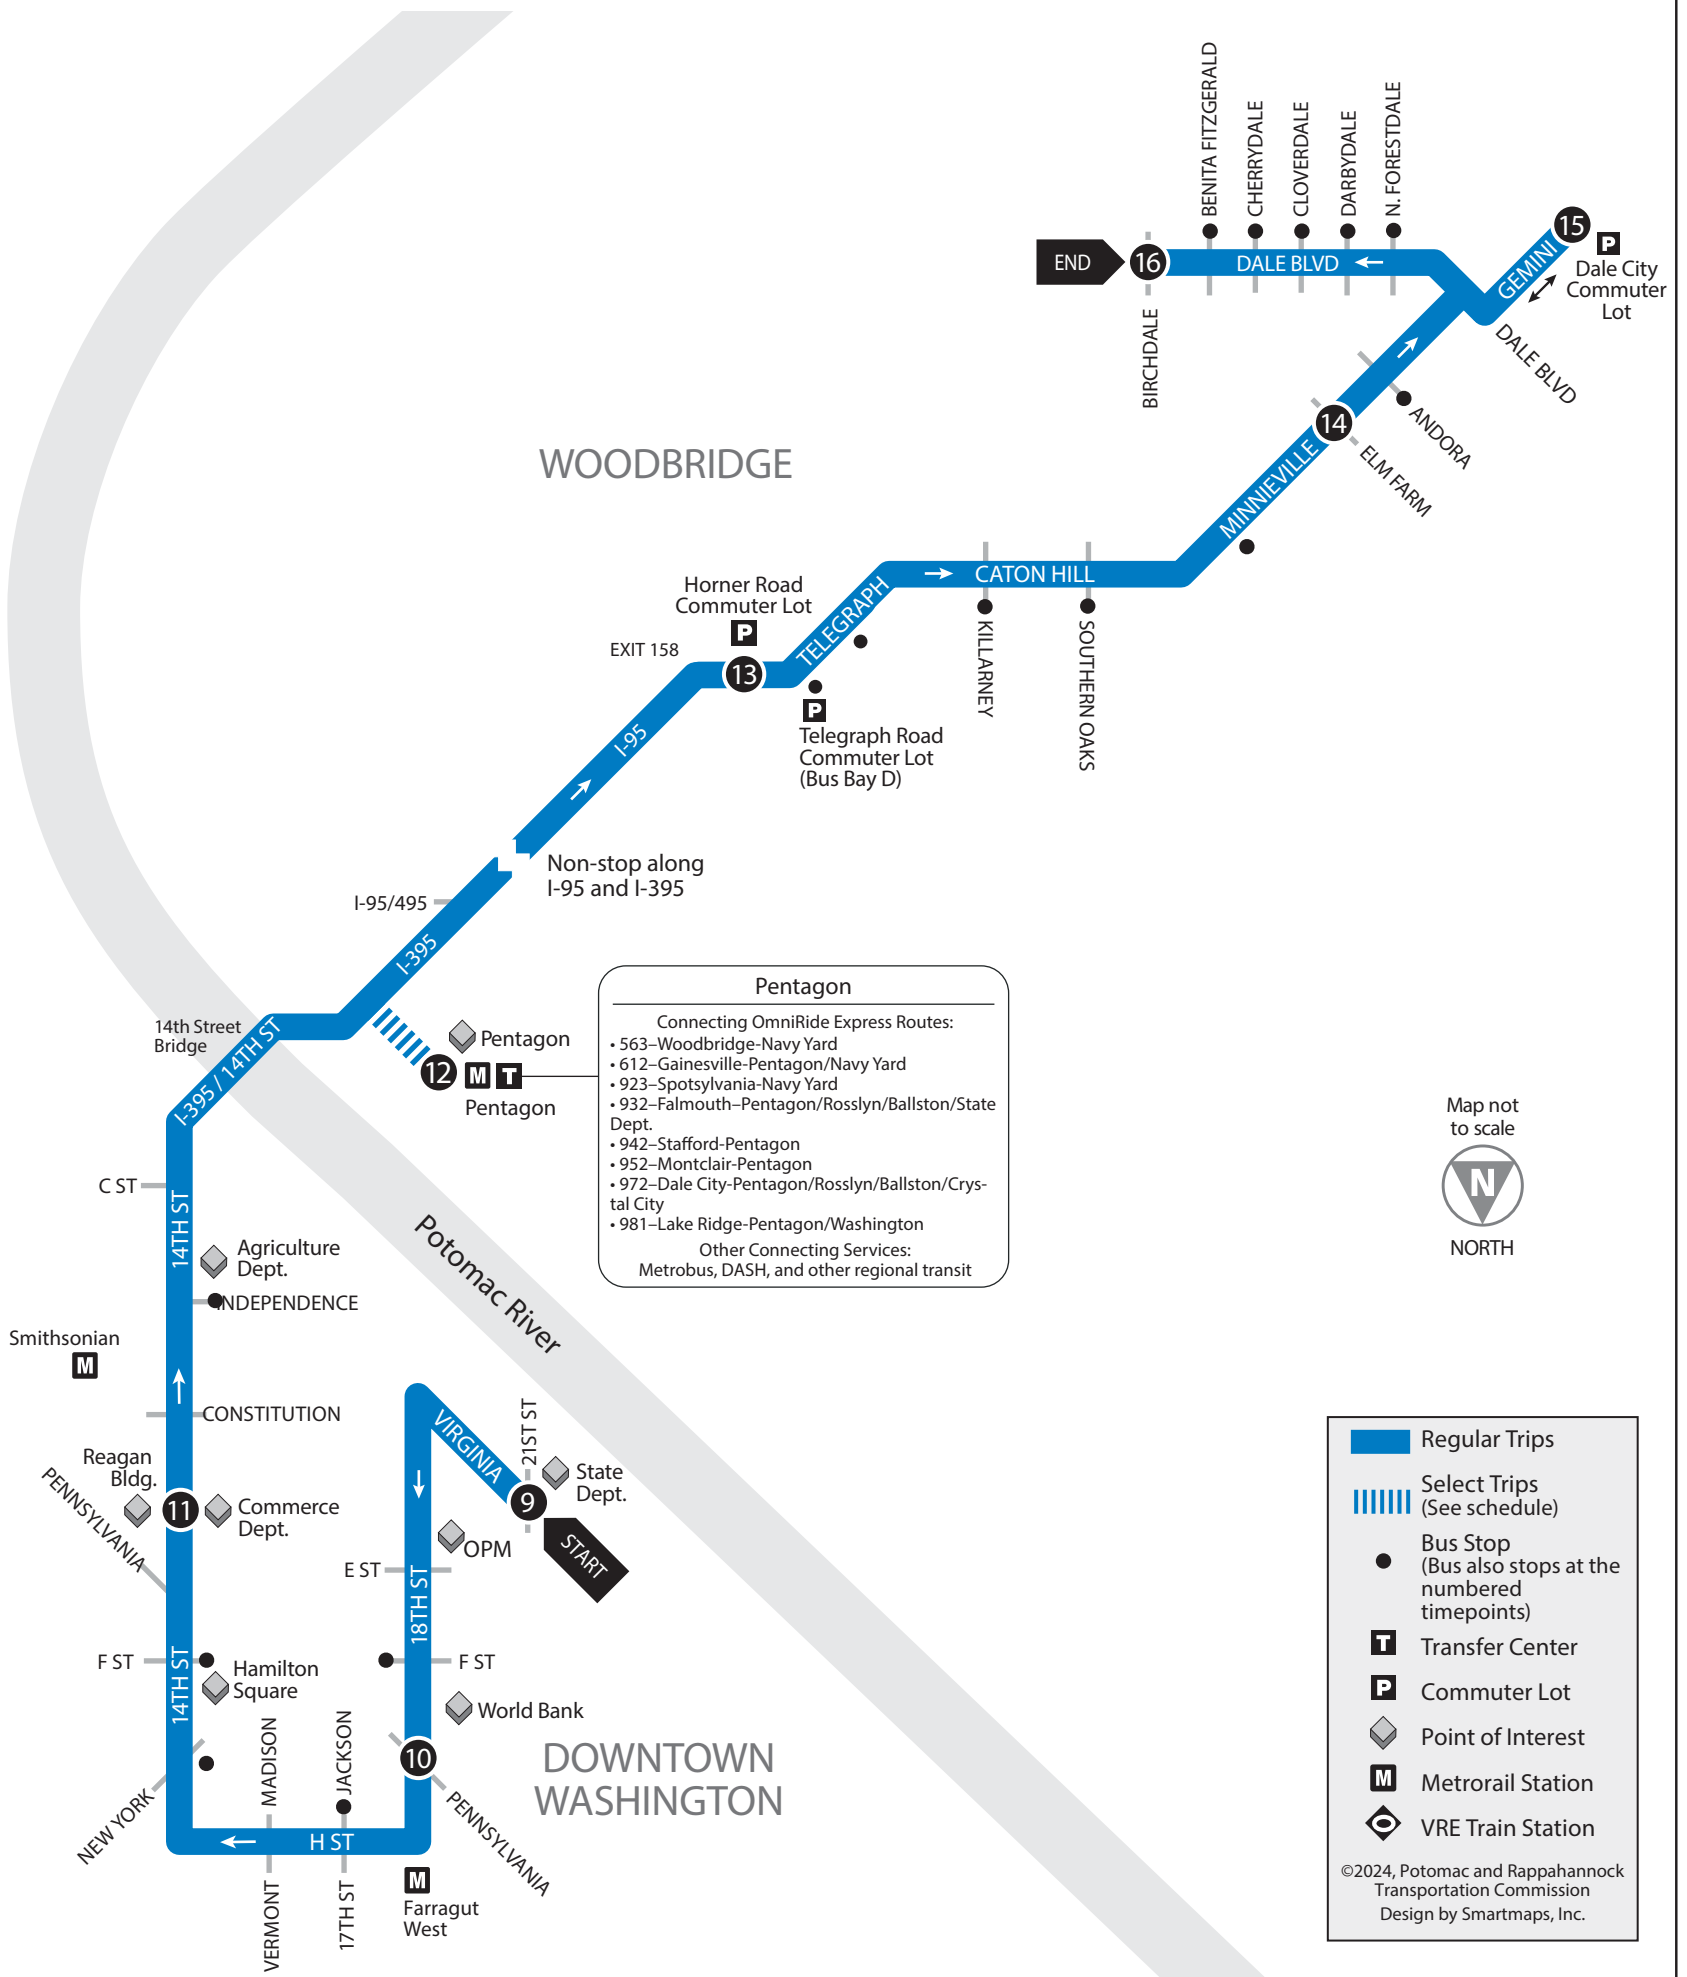 BENITA FITZGERALD
CHERRYDALE
CLOVERDALE
DARBYDALE
N. FORESTDALE
15
P
Dale City
Commuter
Lot
GEMINI
END
16
DALE BLVD
BIRCHDALE
DALE BLVD
ANDORA
14
ELM FARM
MINNIEVILLE
WOODBRIDGE
CATON HILL
KILLARNEY
SOUTHERN OAKS
Horner Road
Commuter Lot
P
EXIT 158
13
TELEGRAPH
P
Telegraph Road
Commuter Lot
(Bus Bay D)
I-95
Non-stop along
I-95 and I-395
I-95/495
I-395
14th Street
Bridge
I-395 / 14TH ST
Pentagon
12
M
T
Pentagon
Pentagon
Connecting OmniRide Express Routes:
• 563–Woodbridge-Navy Yard
• 612–Gainesville-Pentagon/Navy Yard
• 923–Spotsylvania-Navy Yard
• 932–Falmouth–Pentagon/Rosslyn/Ballston/State
Dept.
• 942–Stafford-Pentagon
• 952–Montclair-Pentagon
• 972–Dale City-Pentagon/Rosslyn/Ballston/Crys-
tal City
• 981–Lake Ridge-Pentagon/Washington
Other Connecting Services:
Metrobus, DASH, and other regional transit
Map not
to scale
N
NORTH
C ST
14TH ST
Agriculture
Dept.
INDEPENDENCE
Smithsonian
M
CONSTITUTION
Potomac River
Reagan
Bldg.
PENNSYLVANIA
11
Commerce
Dept.
VIRGINIA
21ST ST
State
Dept.
9
START
OPM
E ST
18TH ST
F ST
14TH ST
Hamilton
Square
F ST
World Bank
10
PENNSYLVANIA
DOWNTOWN
WASHINGTON
NEW YORK
MADISON
JACKSON
H ST
VERMONT
17TH ST
M
Farragut
West
Regular Trips
Select Trips
(See schedule)
Bus Stop
(Bus also stops at the
numbered
timepoints)
T
Transfer Center
P
Commuter Lot
Point of Interest
M
Metrorail Station
VRE Train Station
©2024, Potomac and Rappahannock
Transportation Commission
Design by Smartmaps, Inc.